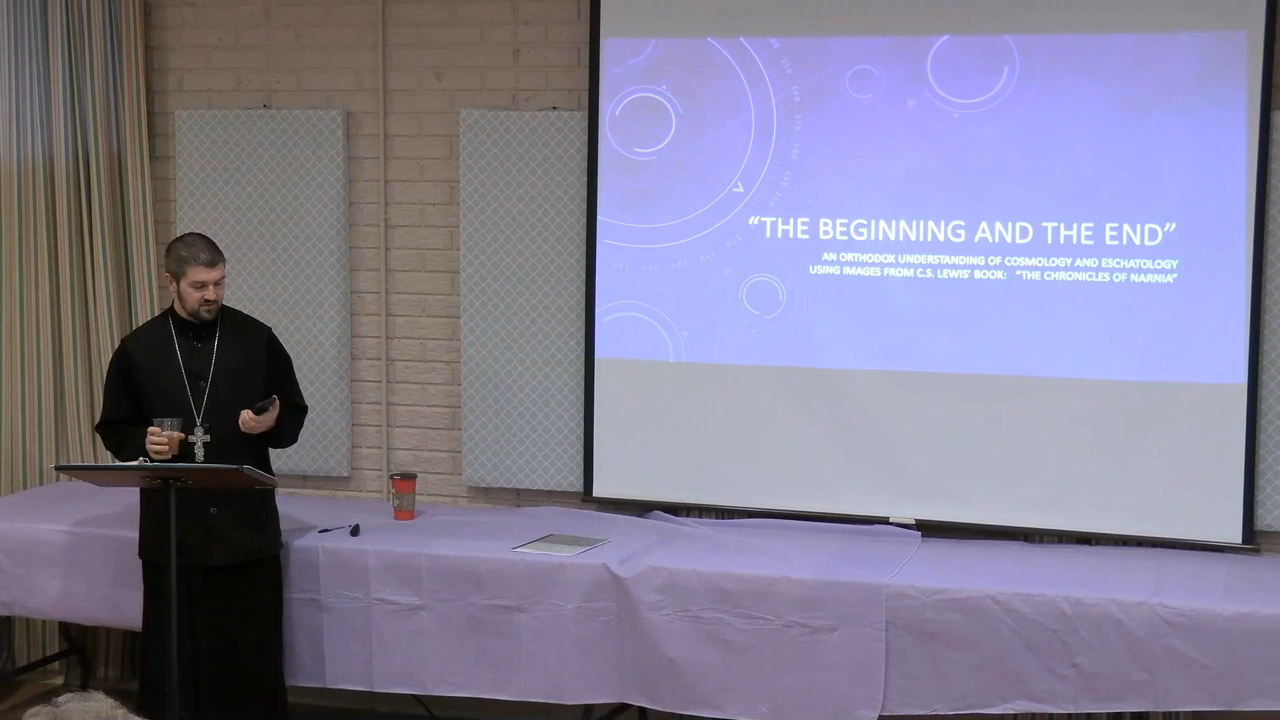 “THE BEGINNING AND THE END”
AN ORTHODOX UNDERSTANDING OF COSMOLOGY AND ESCHATOLOGY
USING IMAGES FROM C.S. LEWIS’ BOOK: “THE CHRONICLES OF NARNIA”